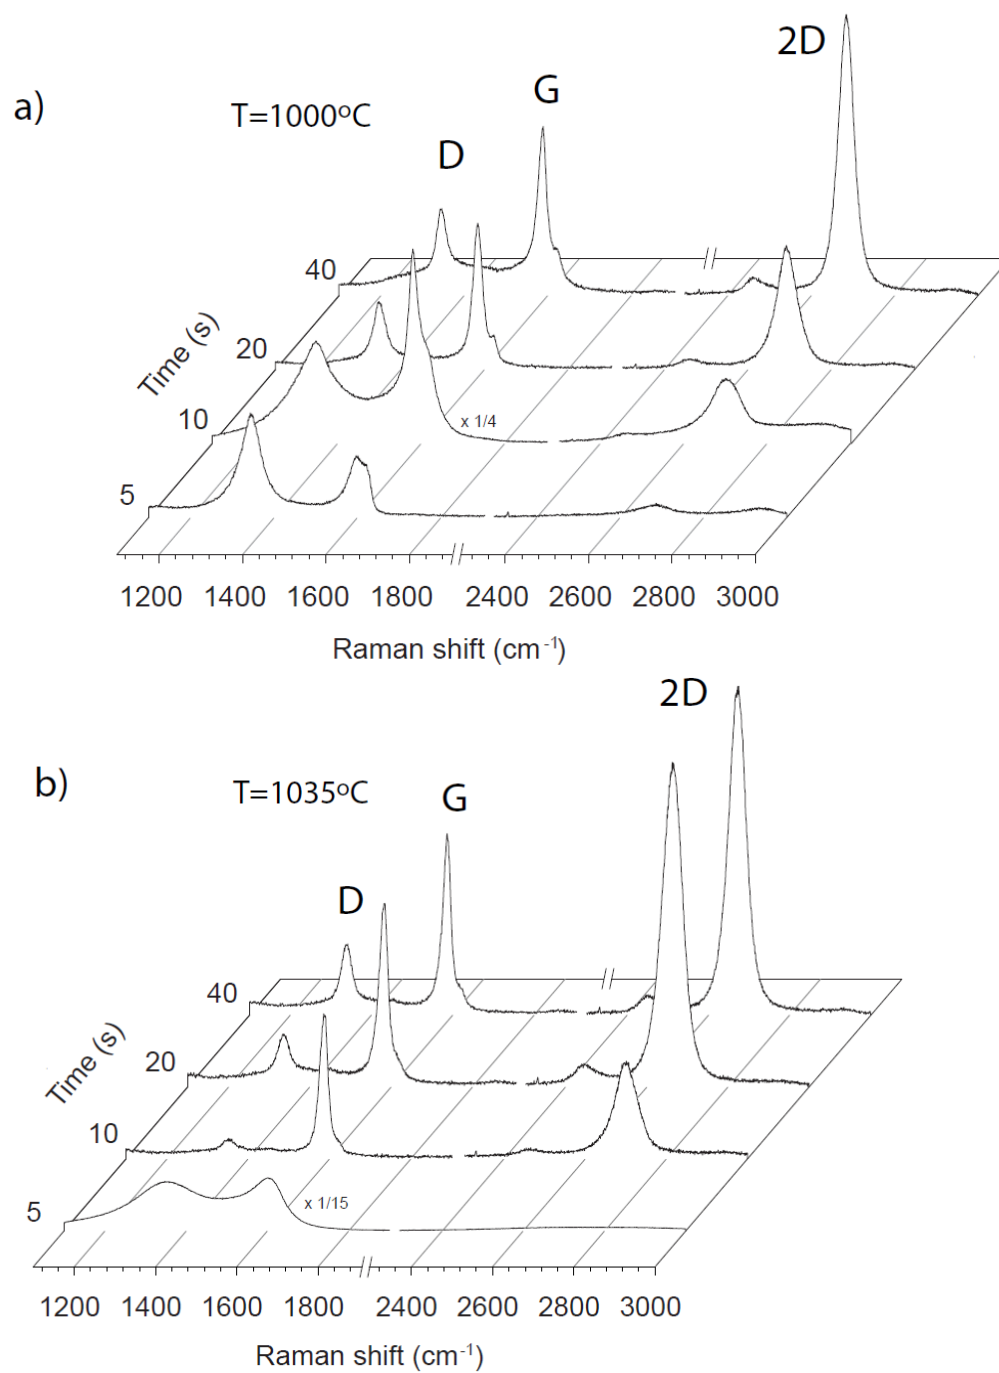 2D
G
a)
T=1000ºC
D
40
20
Time (s)
10
x 1/4
5
1200 1400 1600 1800 2400 2600 2800 3000
Raman shift (cm-1)
2D
b)
T=1035ºC
G
D
40
20
Time (s)
10
5
x 1/15
1200 1400 1600 1800 2400 2600 2800 3000
Raman shift (cm-1)